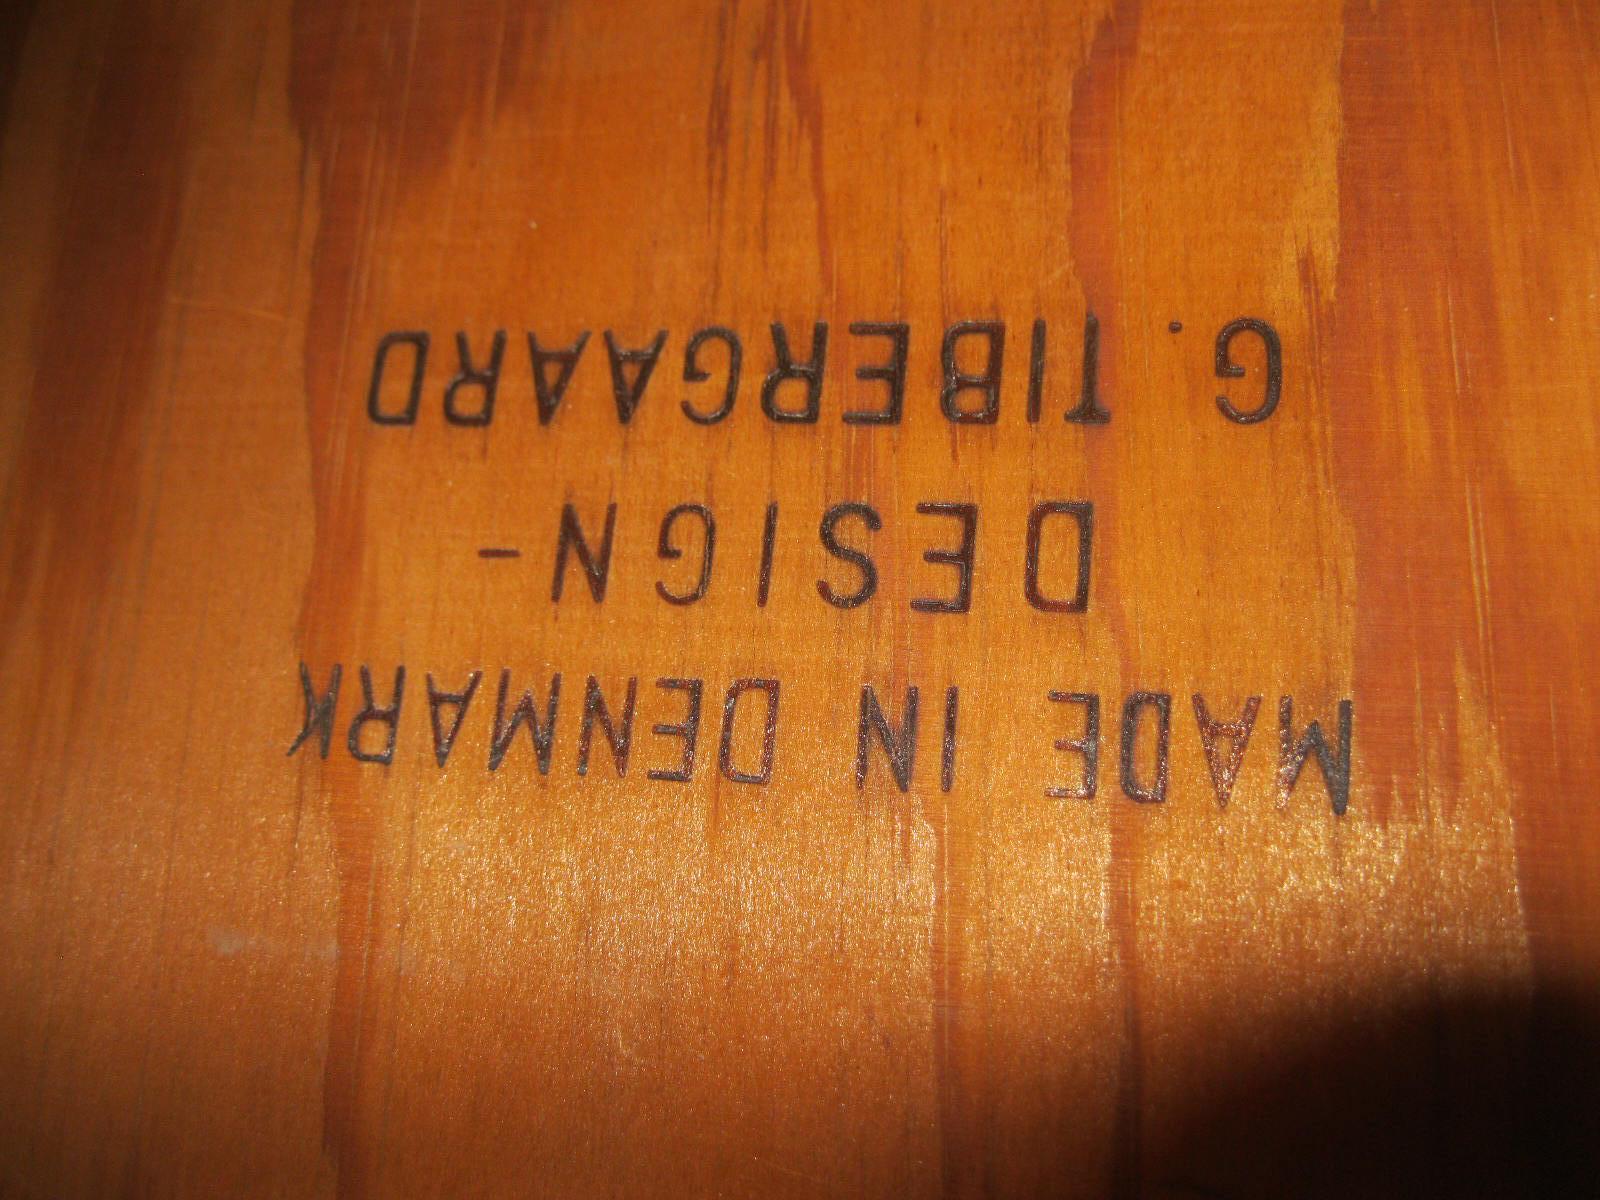 MADE IN DENMARK
DESIGN -
G. TIBERGAARD